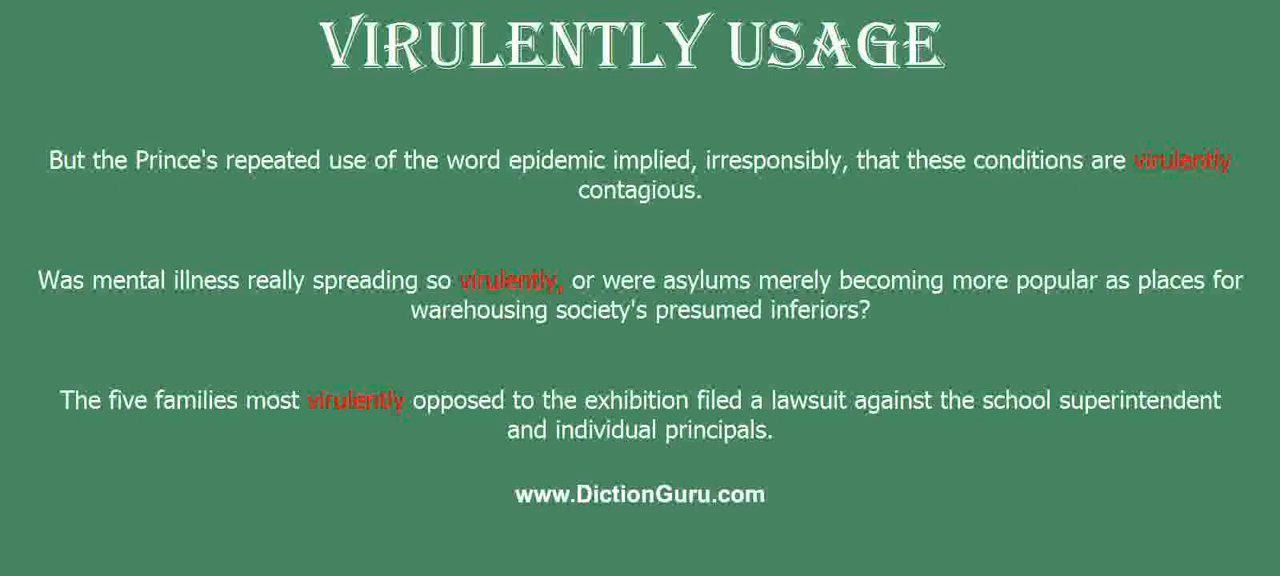 VIRULENTLY USAGE
But the Prince's repeated use of the word epidemic implied, irresponsibly, that these conditions are virulently
contagious.
Was mental illness really spreading so virulently, or were asylums merely becoming more popular as places for
warehousing society's presumed inferiors?
The five families most virulently opposed to the exhibition filed a lawsuit against the school superintendent
and individual principals.
www.DictionGuru.com